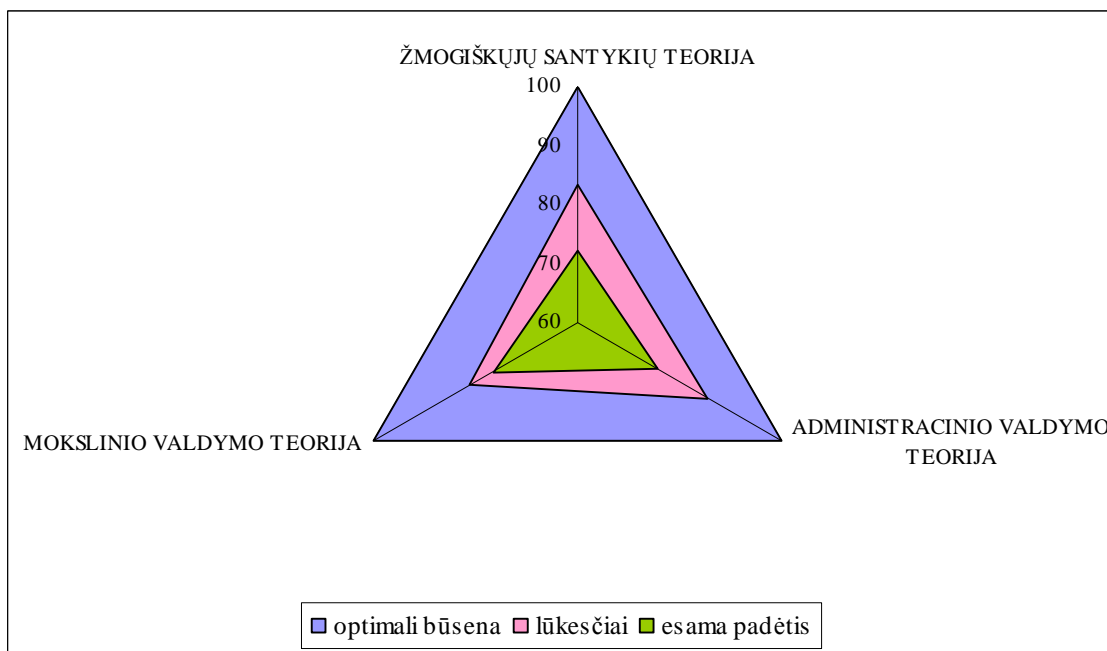 ŽMOGIŠKŲJŲ SANTYKIŲ TEORIJA
100
90
80
70
60
MOKSLINIO VALDYMO TEORIJA
ADMINISTRACINIO VALDYMO
TEORIJA
optimali būsena lūkesčiai esama padėtis